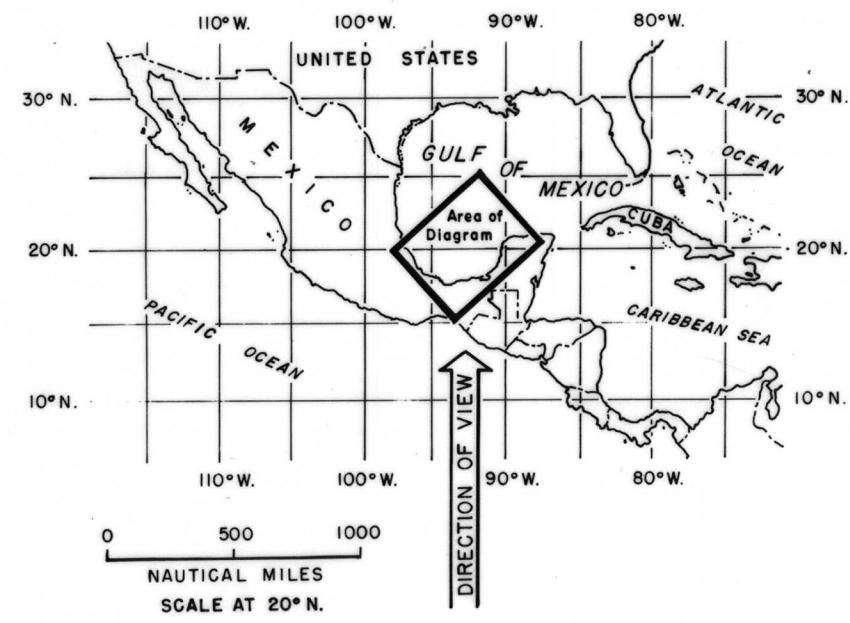 110°W. 100°W. 90°W. 80°W.
UNITED STATES
30°N. 30°N.
ATLANTIC
OCEAN
MEXICO
GULF OF
MEXICO
Area of
Diagram
CUBA
20°N. 20°N.
PACIFIC
OCEAN
CARIBBEAN SEA
10°N. 10°N.
110°W. 100°W. 90°W. 80°W.
DIRECTION OF VIEW
0 500 1000
NAUTICAL MILES
SCALE AT 20°N.